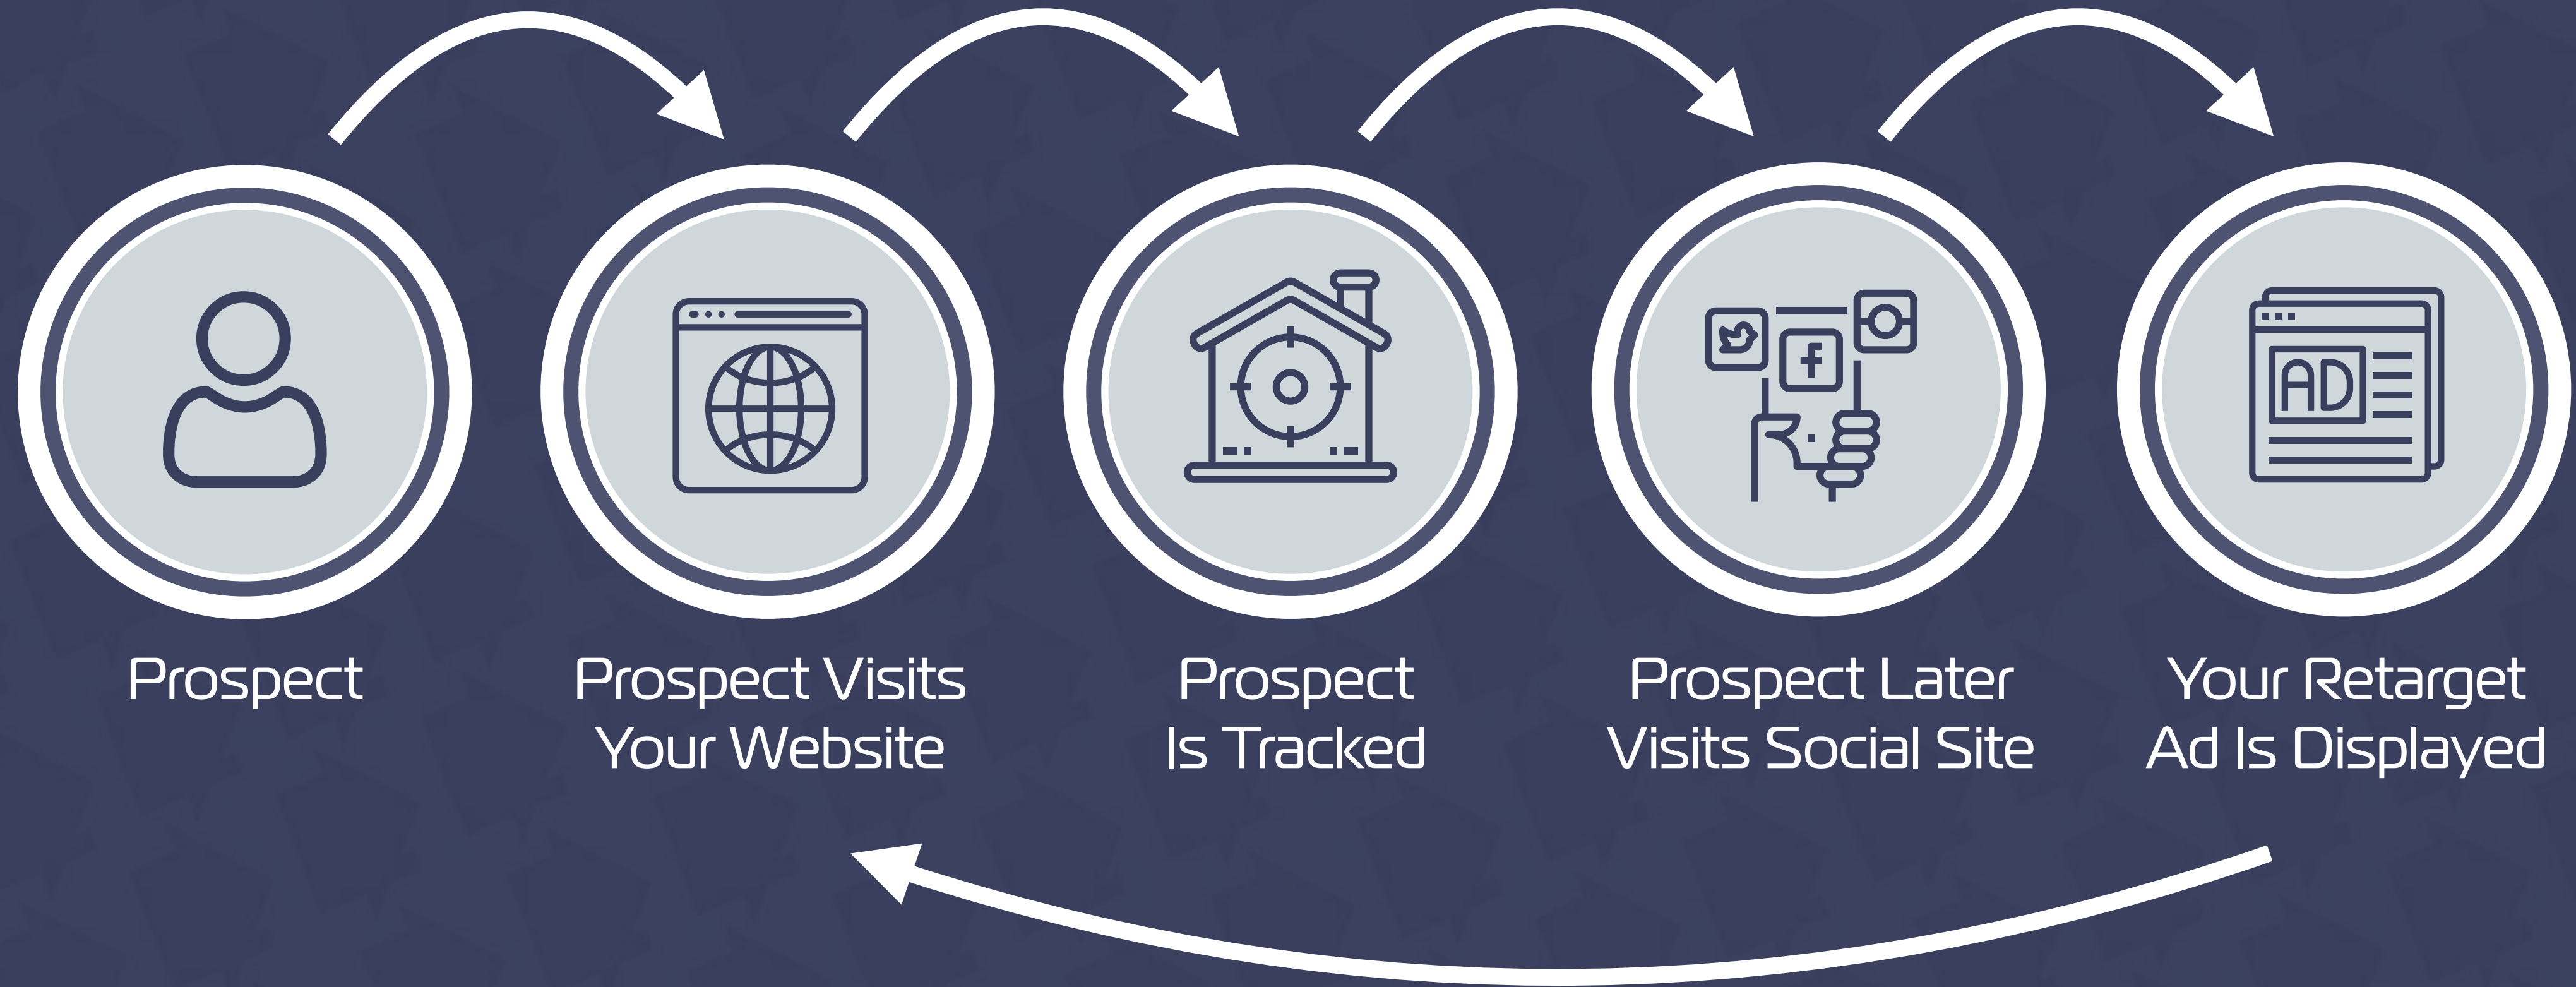 AD
Prospect
Prospect Visits
Your Website
Prospect
Is Tracked
Prospect Later
Visits Social Site
Your Retarget
Ad Is Displayed
f